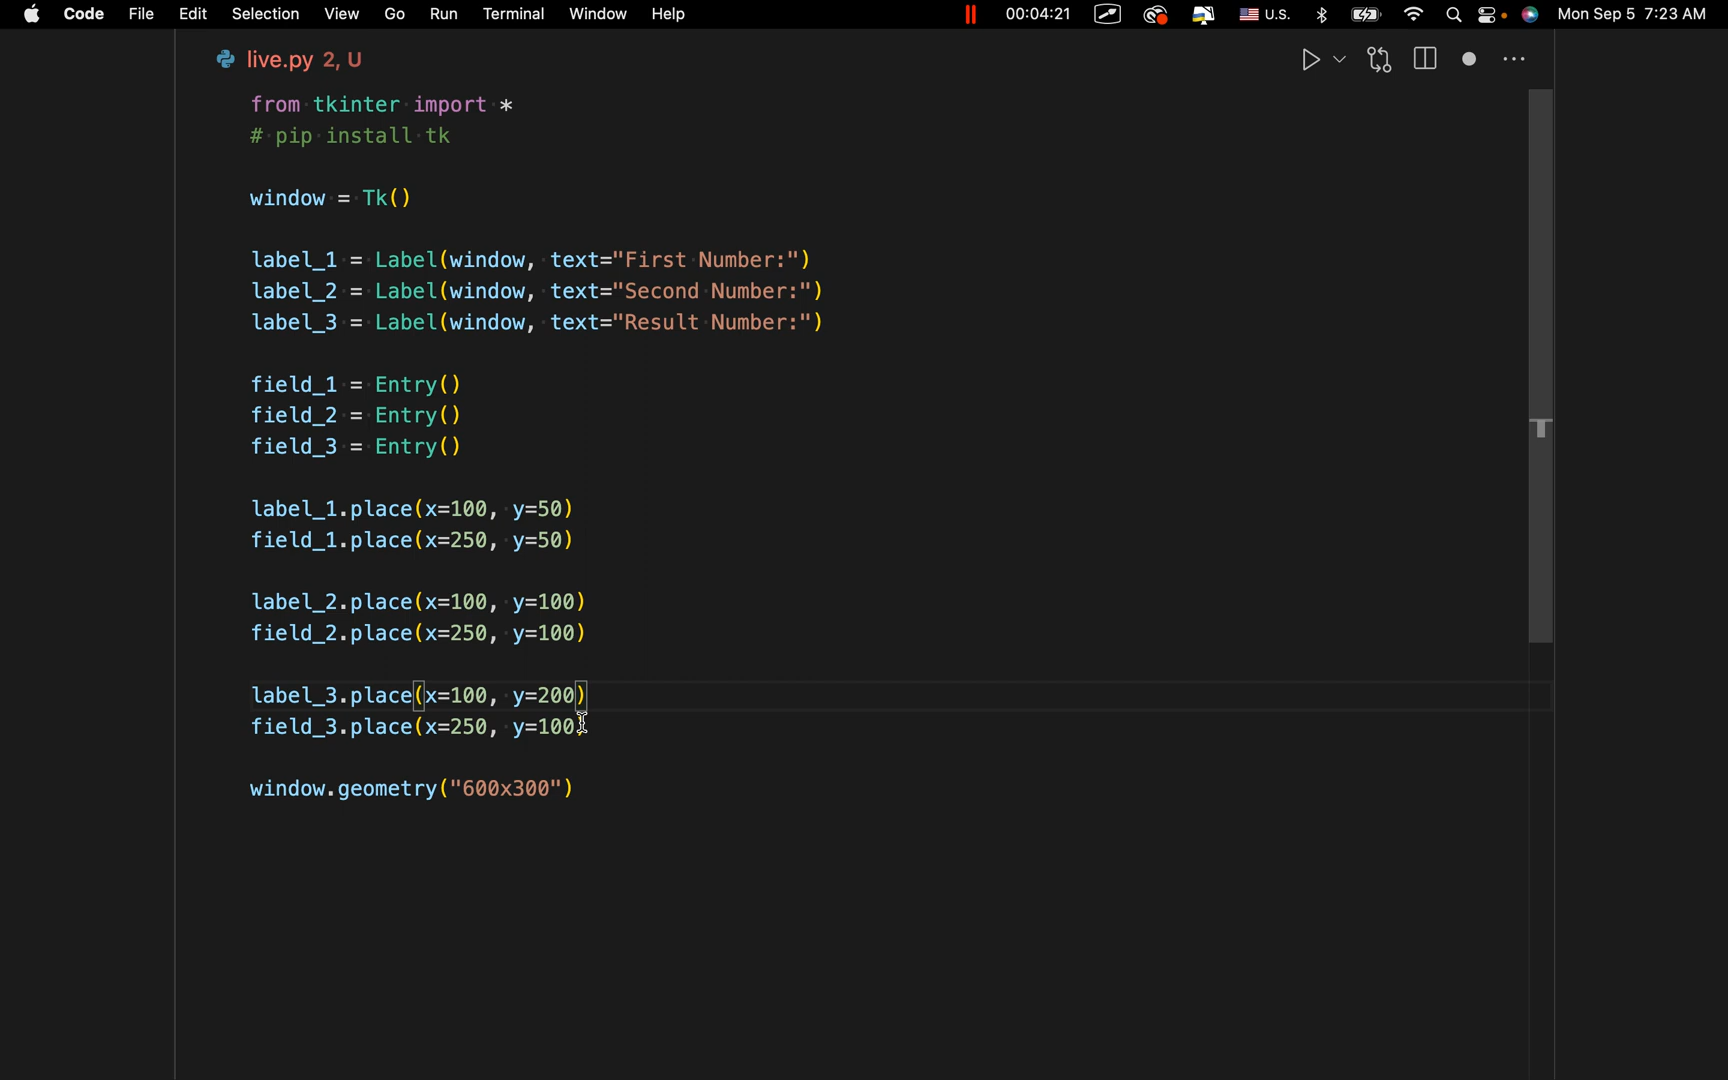 Code File Edit Selection View Go Run Terminal Window Help 00:04:21 U.S. Mon Sep 5 7:23 AM
live.py 2, U
from tkinter import *
# pip install tk
window = Tk()
label_1 = Label(window, text="First Number:")
label_2 = Label(window, text="Second Number:")
label_3 = Label(window, text="Result Number:")
field_1 = Entry()
field_2 = Entry()
field_3 = Entry()
label_1.place(x=100, y=50)
field_1.place(x=250, y=50)
label_2.place(x=100, y=100)
field_2.place(x=250, y=100)
label_3.place(x=100, y=200)
field_3.place(x=250, y=100)
window.geometry("600x300")